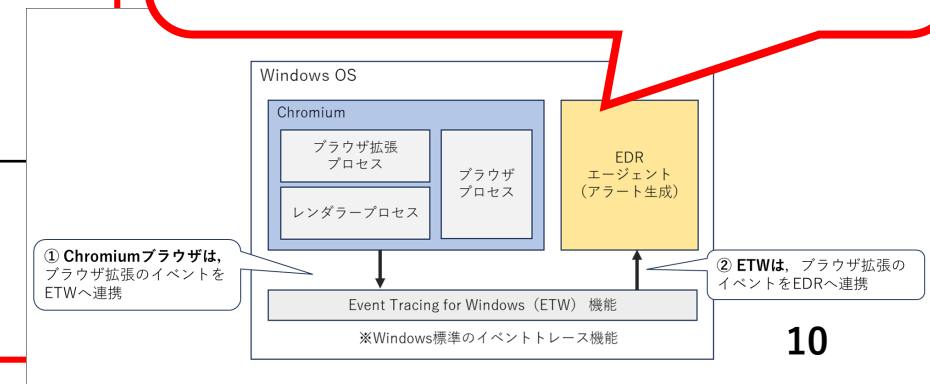 Windows OS
Chromium
ブラウザ拡張
プロセス
レンダラープロセス
ブラウザ
プロセス
EDR
エージェント
（アラート生成）
① Chromiumブラウザは，
ブラウザ拡張のイベントを
ETWへ連携
② ETWは，ブラウザ拡張の
イベントをEDRへ連携
Event Tracing for Windows（ETW） 機能
※Windows標準のイベントトレース機能
10